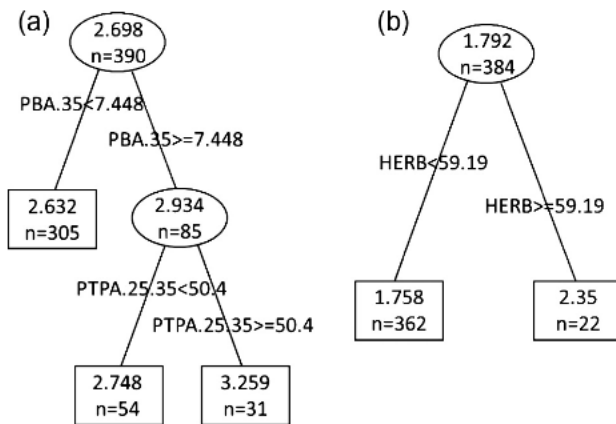 (a)
2.698
n=390
PBA.35<7.448
PBA.35>=7.448
2.632
n=305
2.934
n=85
PTPA.25.35<50.4
PTPA.25.35>=50.4
2.748
n=54
3.259
n=31
(b)
1.792
n=384
HERB<59.19
HERB>=59.19
1.758
n=362
2.35
n=22